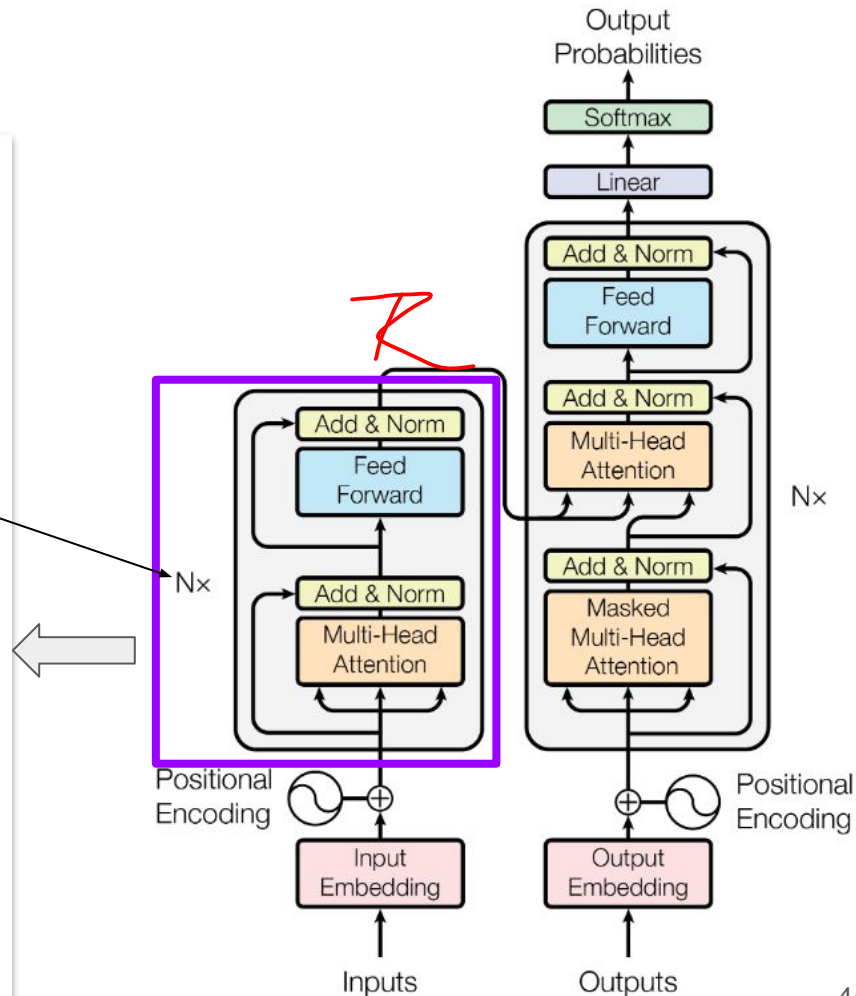 Output
Probabilities
Softmax
Linear
Add & Norm
Feed
Forward
Add & Norm
Multi-Head
Attention
Nx
Add & Norm
Masked
Multi-Head
Attention
R
Add & Norm
Feed
Forward
Nx
Add & Norm
Multi-Head
Attention
Positional
Encoding
Positional
Encoding
Input
Embedding
Output
Embedding
Inputs
Outputs